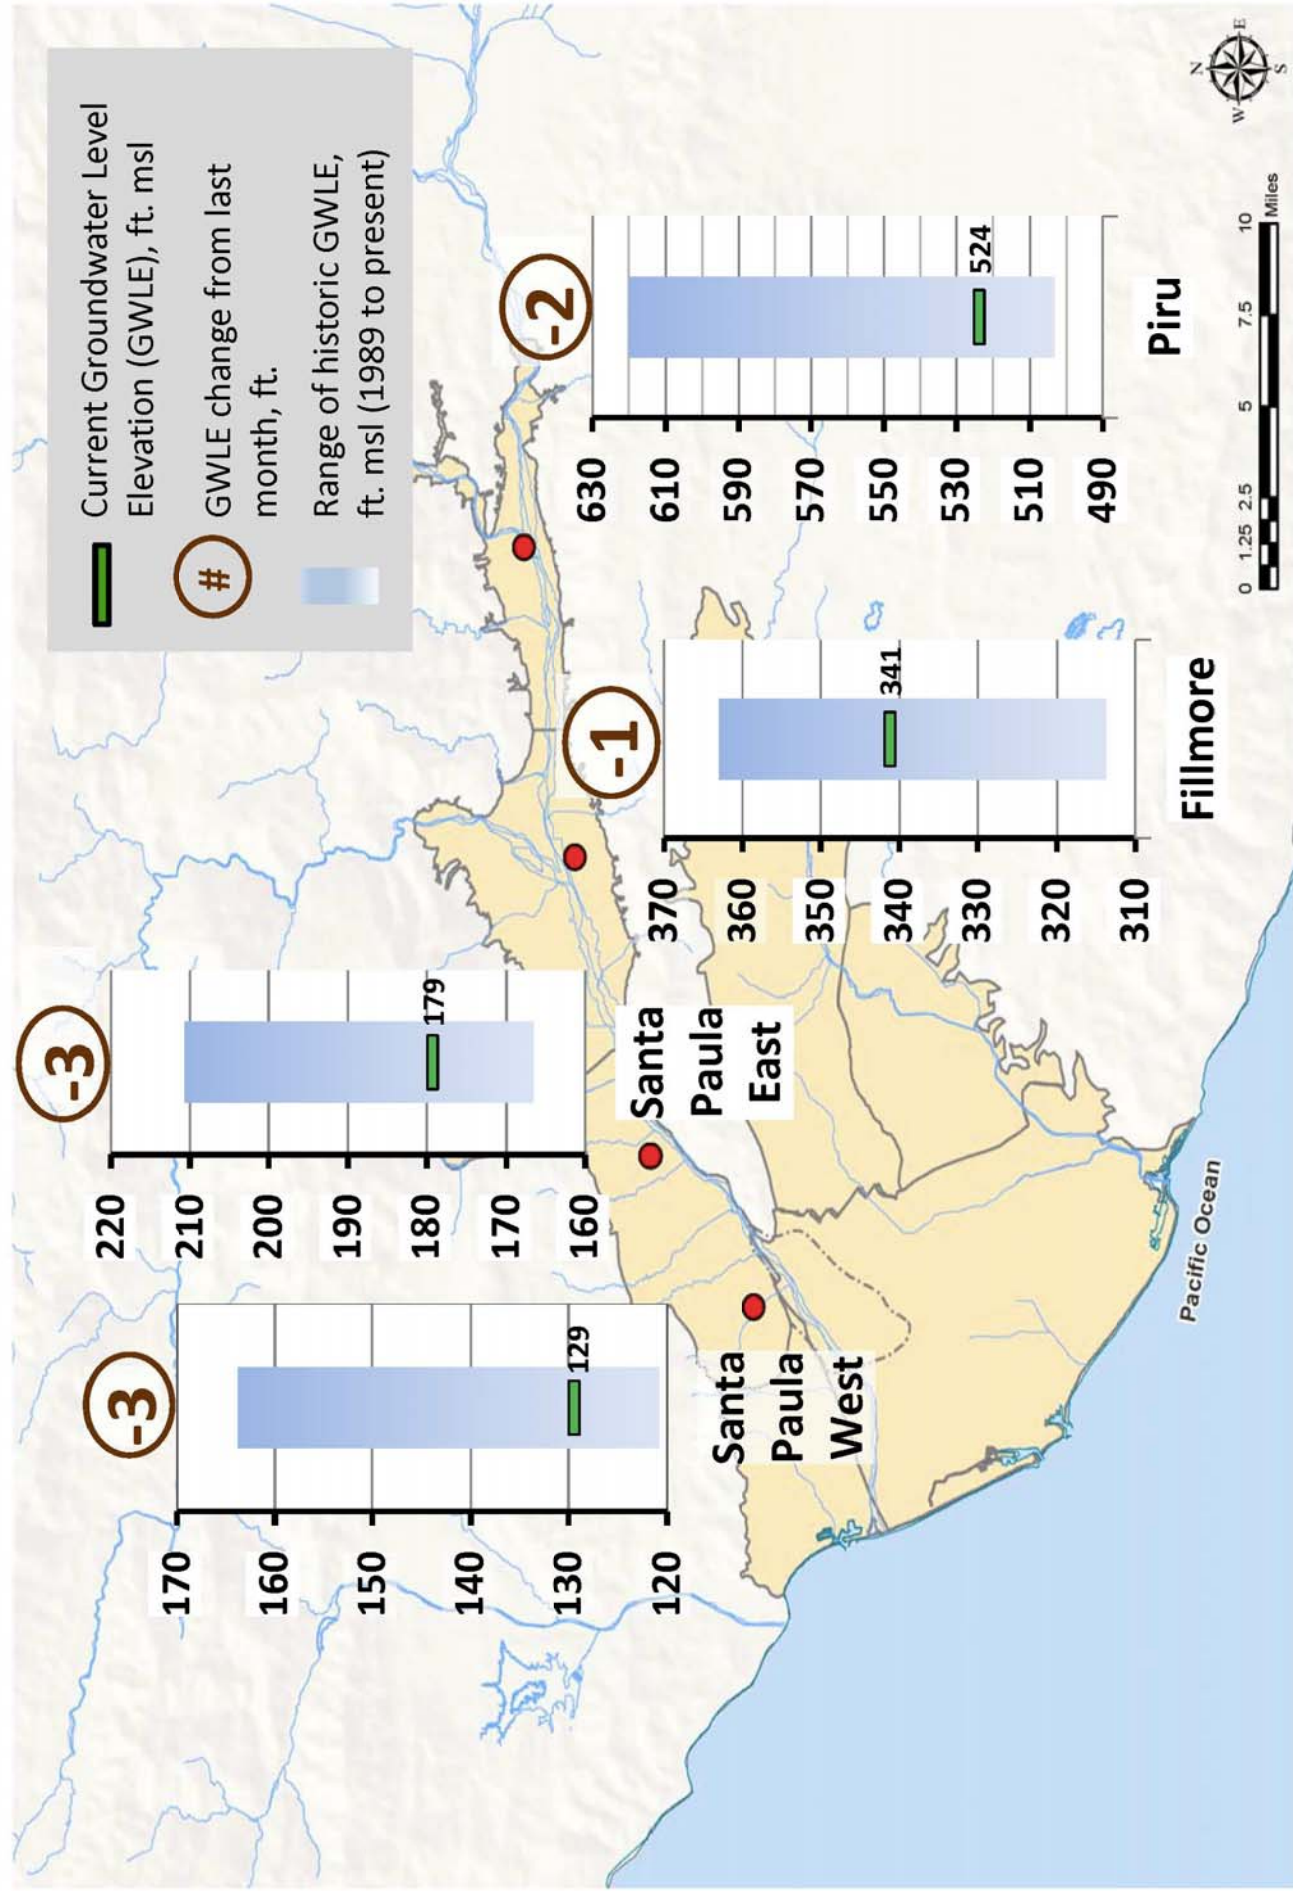 Current Groundwater Level
Elevation (GWLE), ft. msl
#
GWLE change from last
month, ft.
Range of historic GWLE,
ft. msl (1989 to present)
-3
170
160
150
140
130
120
129
Santa
Paula
West
-3
220
210
200
190
180
170
160
179
Santa
Paula
East
-1
370
360
350
340
330
320
310
341
Fillmore
-2
630
610
590
570
550
530
510
490
524
Piru
Pacific Ocean
0 1.25 2.5 5 7.5 10
Miles
N
W E
S